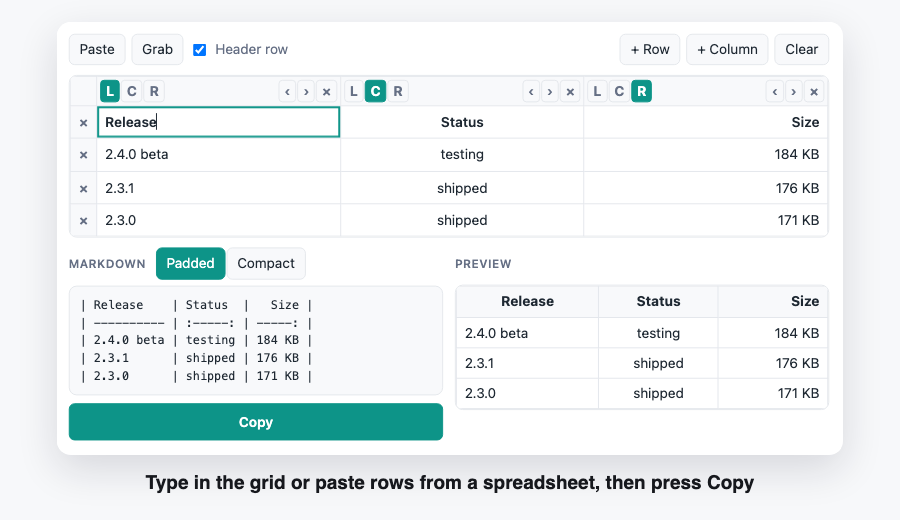 Paste Grab Header row + Row + Column Clear
L C R ‹ › × L C R ‹ › × L C R ‹ › ×
× Release Status Size
× 2.4.0 beta testing 184 KB
× 2.3.1 shipped 176 KB
× 2.3.0 shipped 171 KB
MARKDOWN Padded Compact
| Release    | Status  |   Size |
| ---------- | :-----: | -----: |
| 2.4.0 beta | testing | 184 KB |
| 2.3.1      | shipped | 176 KB |
| 2.3.0      | shipped | 171 KB |
Copy
PREVIEW
Release Status Size
2.4.0 beta testing 184 KB
2.3.1 shipped 176 KB
2.3.0 shipped 171 KB
Type in the grid or paste rows from a spreadsheet, then press Copy